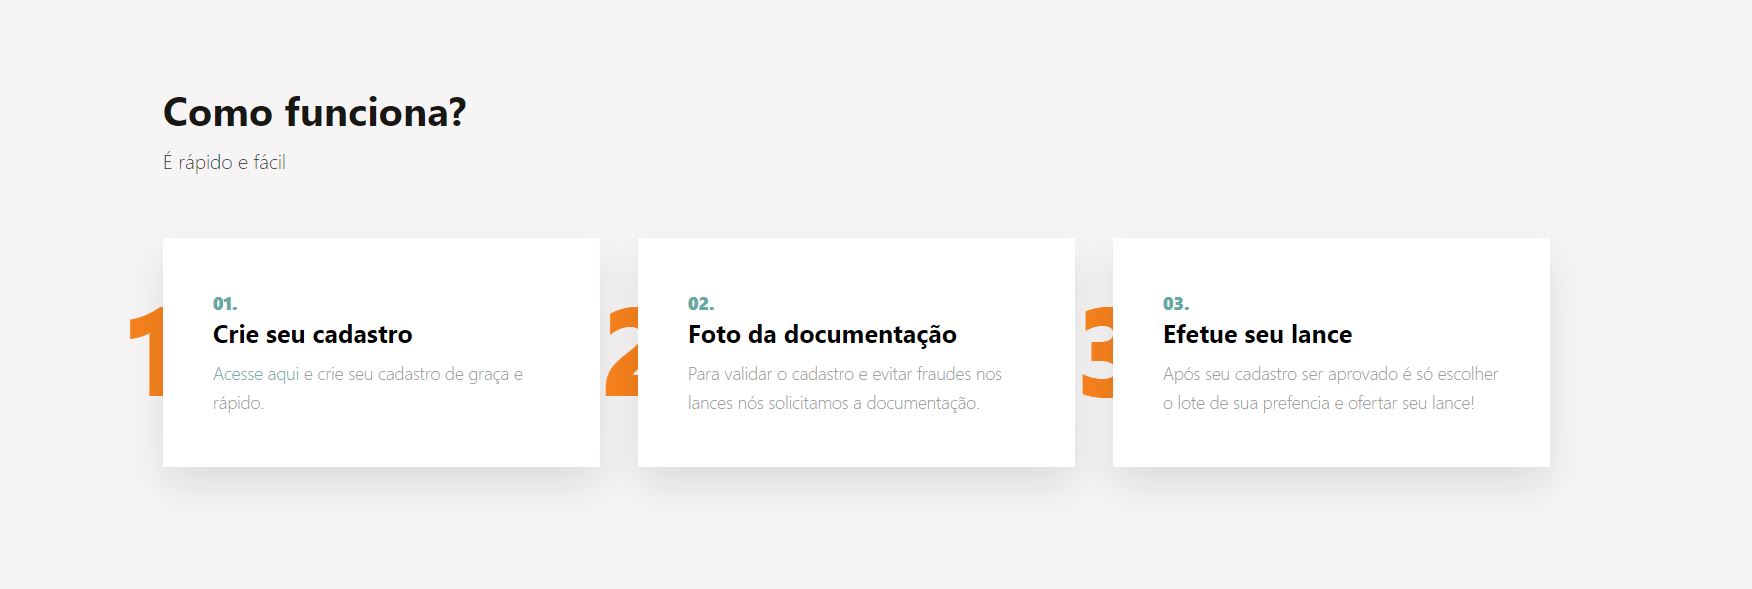 Como funciona?
É rápido e fácil
1
01.
Crie seu cadastro
Acesse aqui e crie seu cadastro de graça e
rápido.
2
02.
Foto da documentação
Para validar o cadastro e evitar fraudes nos
lances nós solicitamos a documentação.
3
03.
Efetue seu lance
Após seu cadastro ser aprovado é só escolher
o lote de sua prefencia e ofertar seu lance!